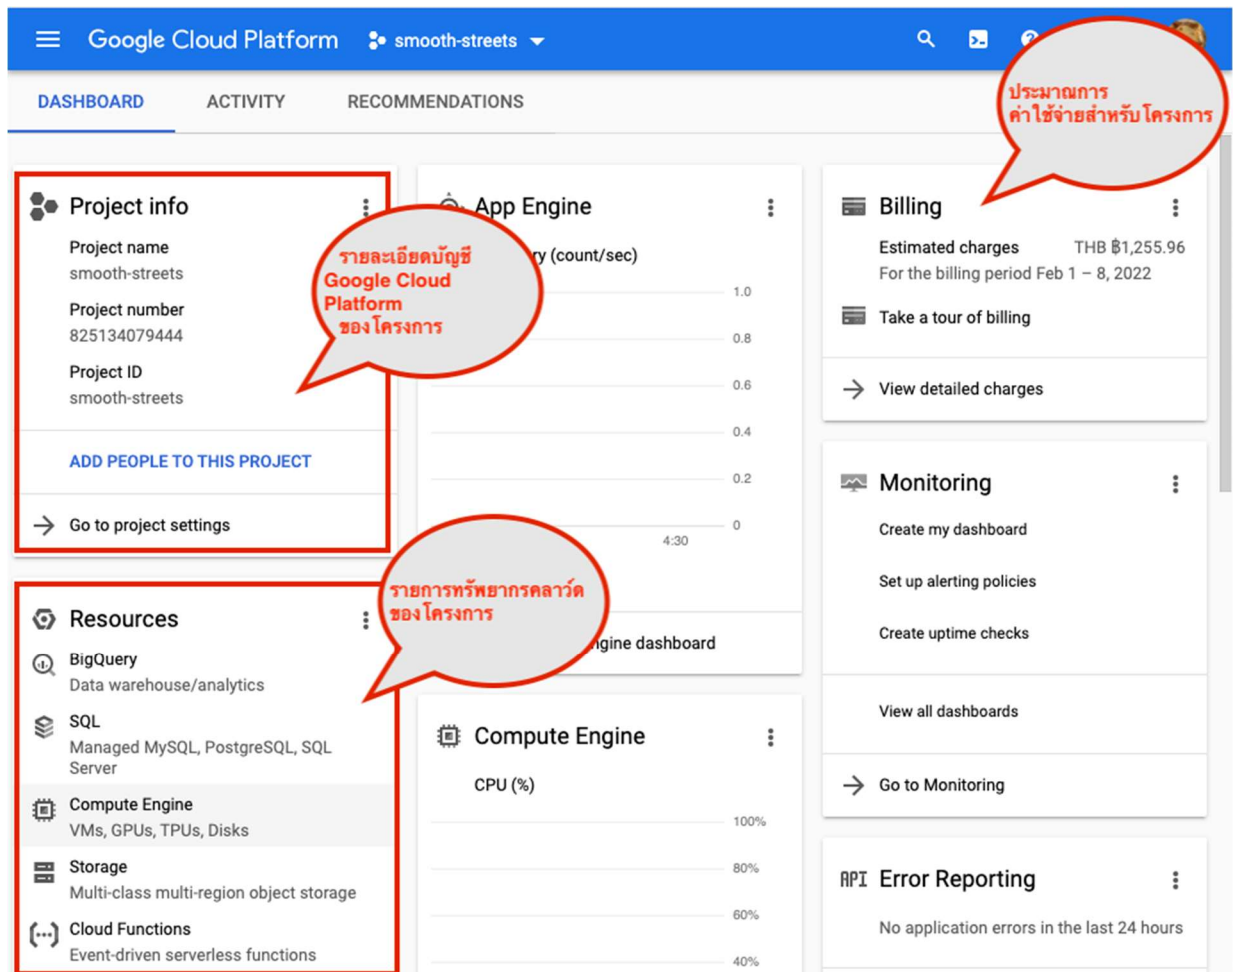 Google Cloud Platform
smooth-streets
DASHBOARD
ACTIVITY
RECOMMENDATIONS
ประมาณการ
ค่าใช้จ่ายสำหรับโครงการ
Project info
Project name
smooth-streets
Project number
825134079444
Project ID
smooth-streets
ADD PEOPLE TO THIS PROJECT
Go to project settings
รายละเอียดบัญชี
Google Cloud
Platform
ของโครงการ
Resources
BigQuery
Data warehouse/analytics
SQL
Managed MySQL, PostgreSQL, SQL
Server
Compute Engine
VMs, GPUs, TPUs, Disks
Storage
Multi-class multi-region object storage
Cloud Functions
Event-driven serverless functions
รายการทรัพยากรคลาว์ด
ของโครงการ
App Engine
(count/sec)
1.0
0.8
0.6
0.4
0.2
0
4:30
dashboard
Compute Engine
CPU (%)
100%
80%
60%
40%
Billing
Estimated charges THB ฿1,255.96
For the billing period Feb 1 – 8, 2022
Take a tour of billing
View detailed charges
Monitoring
Create my dashboard
Set up alerting policies
Create uptime checks
View all dashboards
Go to Monitoring
API Error Reporting
No application errors in the last 24 hours